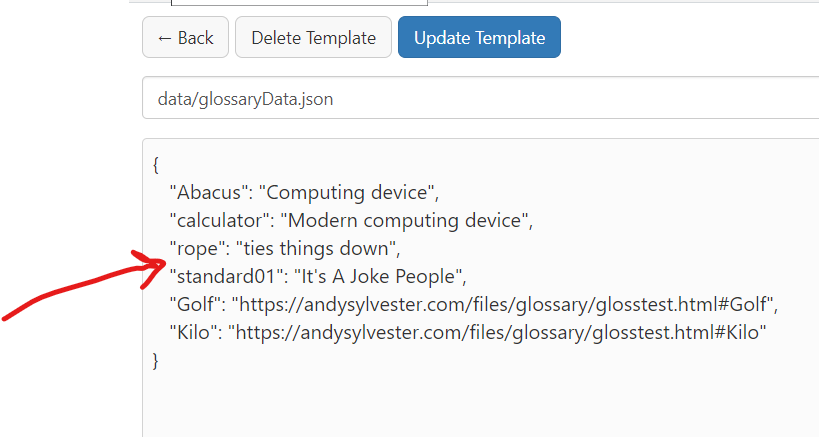 ← Back Delete Template Update Template
data/glossaryData.json
{
"Abacus": "Computing device",
"calculator": "Modern computing device",
"rope": "ties things down",
"standard01": "It's A Joke People",
"Golf": "https://andysylvester.com/files/glossary/glosstest.html#Golf",
"Kilo": "https://andysylvester.com/files/glossary/glosstest.html#Kilo"
}